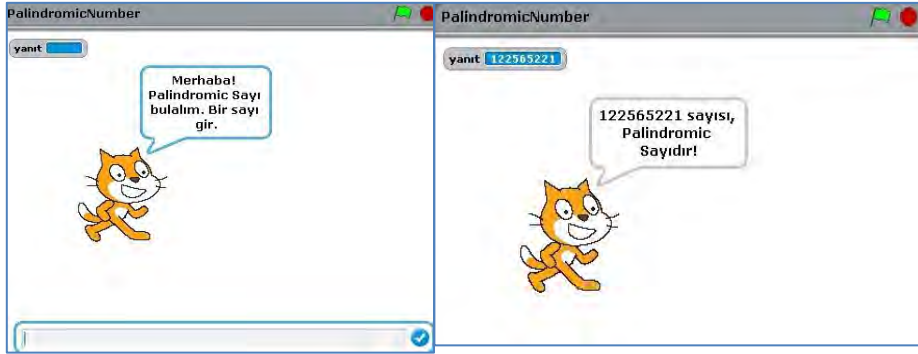 PalindromicNumber
yanıt
Merhaba!
Palindromic Sayı
bulalım. Bir sayı
gir.
PalindromicNumber
yanıt 122565221
122565221 sayısı,
Palindromic
Sayıdır!